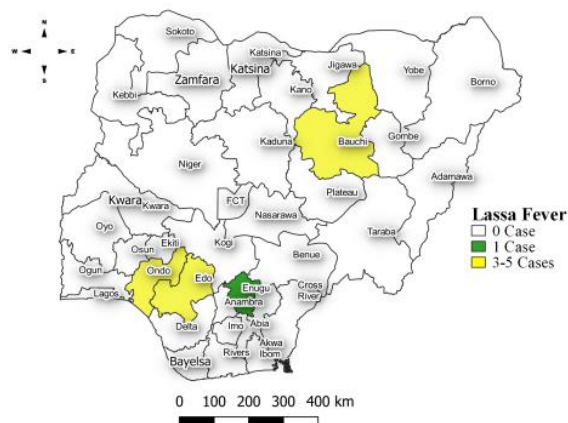 N
W E
S
Sokoto
Katsina
Jigawa
Yobe
Borno
Zamfara
Katsina
Kano
Kebbi
Kaduna
Bauchi
Gombe
Niger
Adamawa
Plateau
Kwara
Kwara
FCT
Nasarawa
Taraba
Oyo
Osun
Ekiti
Kogi
Benue
Ogun
Ondo
Edo
Enugu
Cross
River
Lagos
Anambra
Delta
Imo
Abia
Bayelsa
Rivers
Akwa
Ibom
Lassa Fever
0 Case
1 Case
3-5 Cases
0 100 200 300 400 km